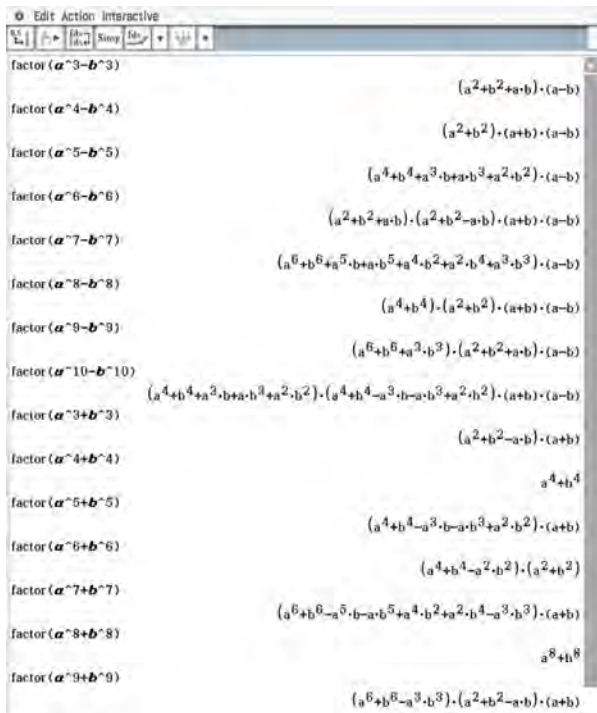 Edit Action Interactive
Simp
factor(a^3-b^3)
(a²+b²+a·b)·(a-b)
factor(a^4-b^4)
(a²+b²)·(a+b)·(a-b)
factor(a^5-b^5)
(a⁴+b⁴+a³·b+a·b³+a²·b²)·(a-b)
factor(a^6-b^6)
(a²+b²+a·b)·(a²+b²-a·b)·(a+b)·(a-b)
factor(a^7-b^7)
(a⁶+b⁶+a⁵·b+a·b⁵+a⁴·b²+a²·b⁴+a³·b³)·(a-b)
factor(a^8-b^8)
(a⁴+b⁴)·(a²+b²)·(a+b)·(a-b)
factor(a^9-b^9)
(a⁶+b⁶+a³·b³)·(a²+b²+a·b)·(a-b)
factor(a^10-b^10)
(a⁴+b⁴+a³·b+a·b³+a²·b²)·(a⁴+b⁴-a³·b-a·b³+a²·b²)·(a+b)·(a-b)
factor(a^3+b^3)
(a²+b²-a·b)·(a+b)
factor(a^4+b^4)
a⁴+b⁴
factor(a^5+b^5)
(a⁴+b⁴-a³·b-a·b³+a²·b²)·(a+b)
factor(a^6+b^6)
(a⁴+b⁴-a²·b²)·(a²+b²)
factor(a^7+b^7)
(a⁶+b⁶-a⁵·b-a·b⁵+a⁴·b²+a²·b⁴-a³·b³)·(a+b)
factor(a^8+b^8)
a⁸+b⁸
factor(a^9+b^9)
(a⁶+b⁶-a³·b³)·(a²+b²-a·b)·(a+b)